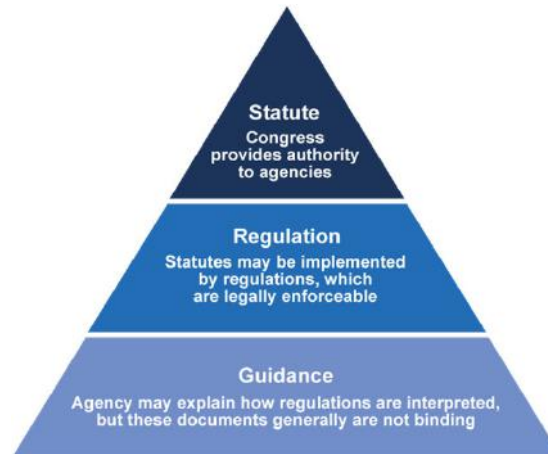 Statute
Congress
provides authority
to agencies
Regulation
Statutes may be implemented
by regulations, which
are legally enforceable
Guidance
Agency may explain how regulations are interpreted,
but these documents generally are not binding